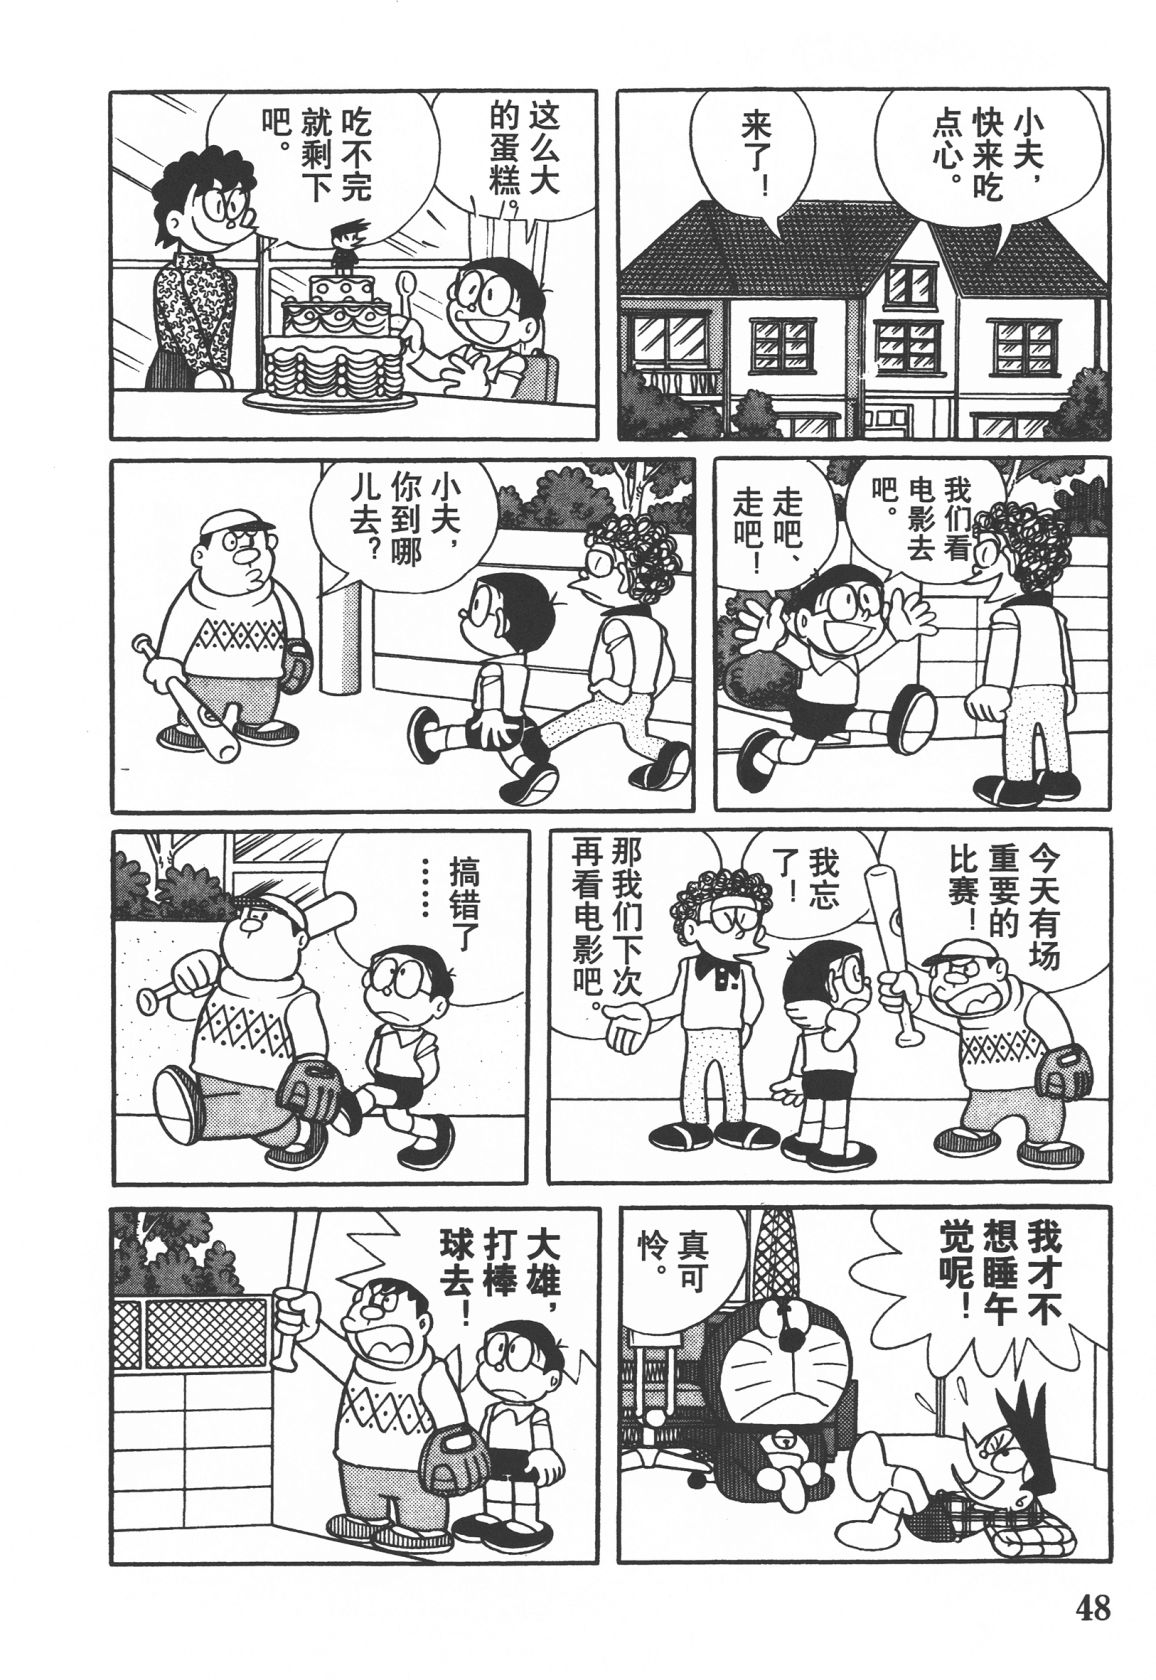 小夫，
快来吃
点心。
来了！
这么大
的蛋糕。
吃不完
就剩下
吧。
我们看
电影去
吧。
走吧、
走吧！
小夫，
你到哪
儿去？
今天有场
重要的
比赛！
我忘
了！
那我们下次
再看电影吧。
搞错了
……
我才不
想睡午
觉呢！
真可
怜。
大雄，
打棒
球去！
48